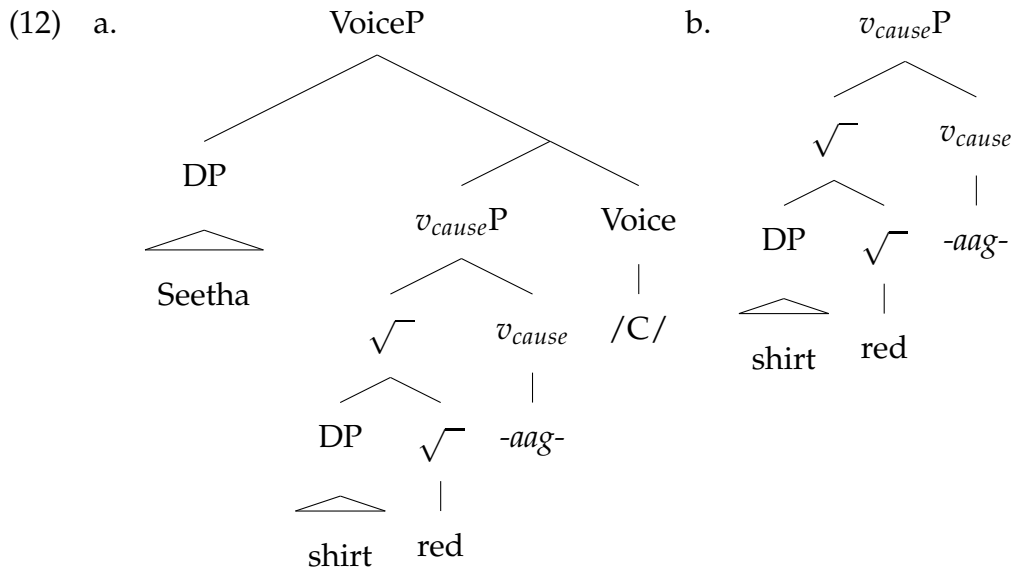 (12) a. VoiceP b. v_causeP
√ v_cause
DP
DP √ -aag-
v_causeP Voice
Seetha
√ v_cause /C/
shirt red
DP √ -aag-
shirt red